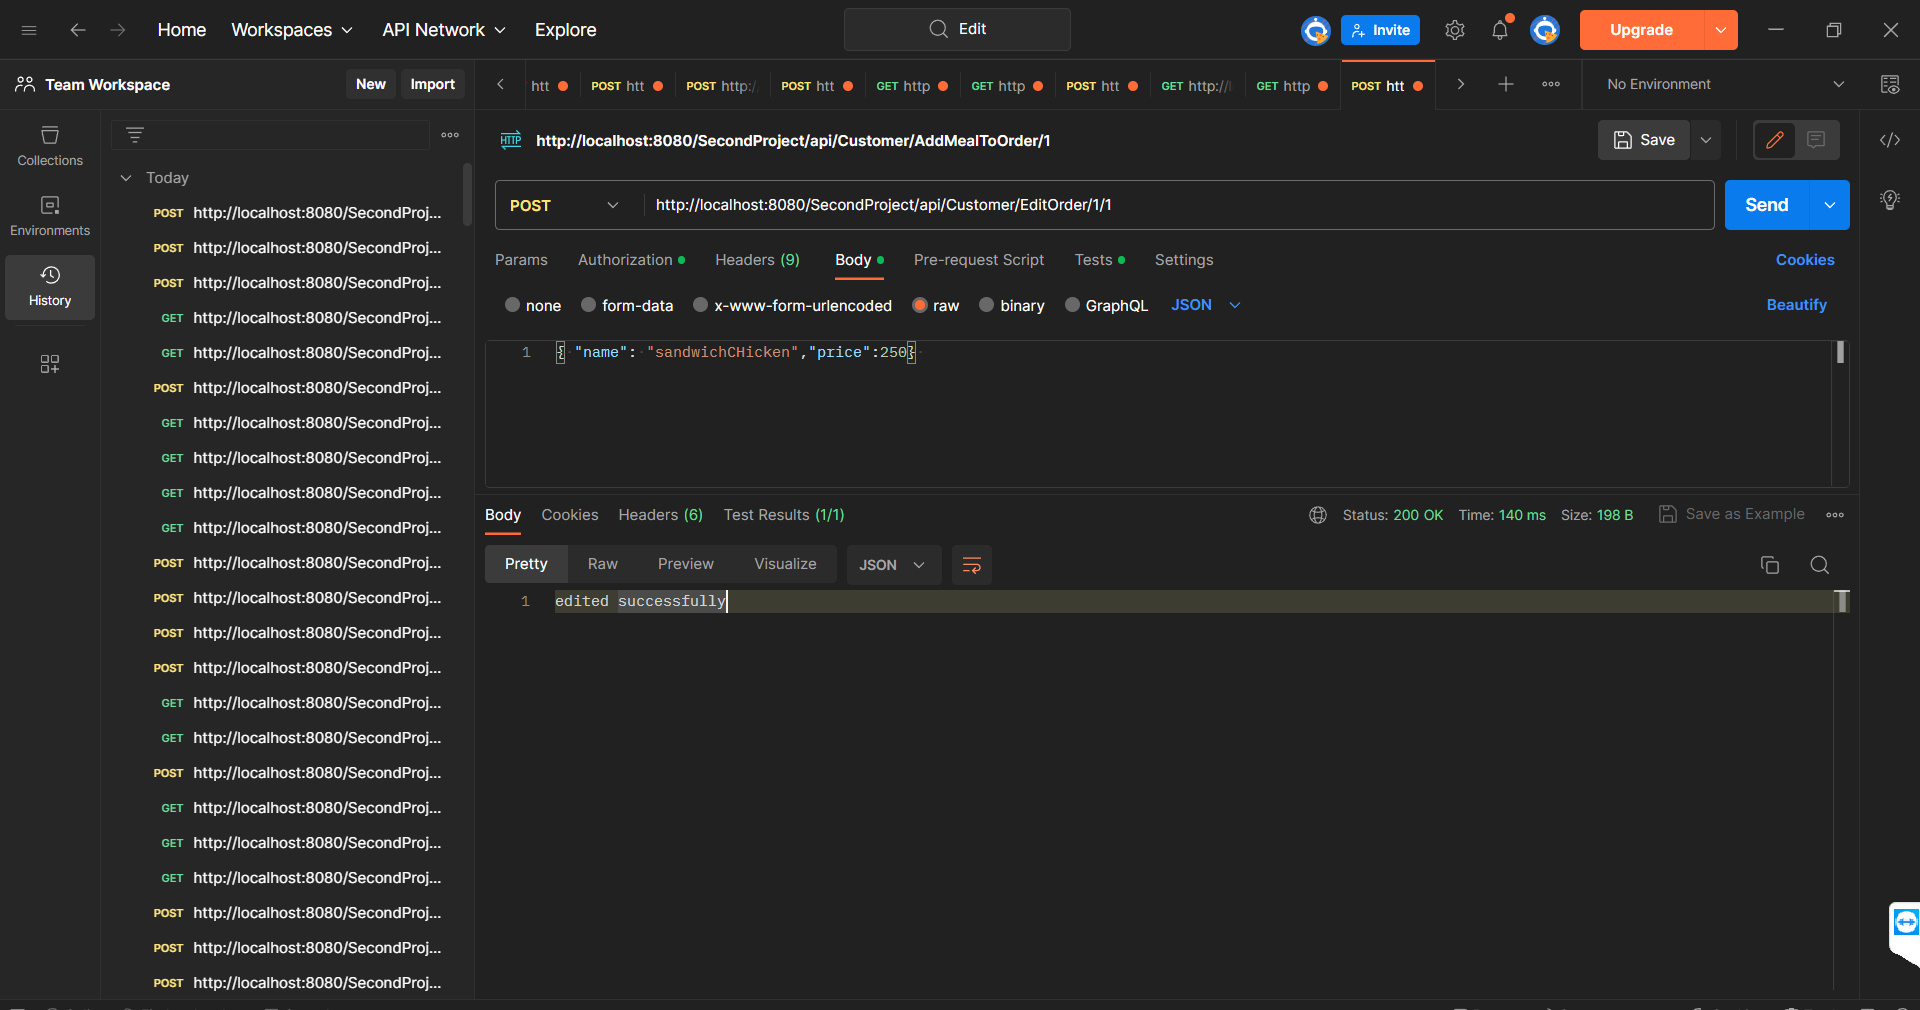 Home Workspaces API Network Explore Edit Invite Upgrade
Team Workspace New Import htt POST htt POST http:/ POST htt GET http GET http POST htt GET http:// GET http POST htt No Environment
Collections
Environments
History
Today
POST http://localhost:8080/SecondProj...
POST http://localhost:8080/SecondProj...
POST http://localhost:8080/SecondProj...
GET http://localhost:8080/SecondProj...
GET http://localhost:8080/SecondProj...
POST http://localhost:8080/SecondProj...
GET http://localhost:8080/SecondProj...
GET http://localhost:8080/SecondProj...
GET http://localhost:8080/SecondProj...
GET http://localhost:8080/SecondProj...
POST http://localhost:8080/SecondProj...
POST http://localhost:8080/SecondProj...
POST http://localhost:8080/SecondProj...
POST http://localhost:8080/SecondProj...
GET http://localhost:8080/SecondProj...
GET http://localhost:8080/SecondProj...
POST http://localhost:8080/SecondProj...
GET http://localhost:8080/SecondProj...
GET http://localhost:8080/SecondProj...
GET http://localhost:8080/SecondProj...
POST http://localhost:8080/SecondProj...
POST http://localhost:8080/SecondProj...
POST http://localhost:8080/SecondProj...
HTTP http://localhost:8080/SecondProject/api/Customer/AddMealToOrder/1 Save
POST http://localhost:8080/SecondProject/api/Customer/EditOrder/1/1 Send
Params Authorization Headers (9) Body Pre-request Script Tests Settings Cookies
none form-data x-www-form-urlencoded raw binary GraphQL JSON Beautify
1 { "name": "sandwichCHicken","price":250}
Body Cookies Headers (6) Test Results (1/1) Status: 200 OK Time: 140 ms Size: 198 B Save as Example
Pretty Raw Preview Visualize JSON
1 edited successfully